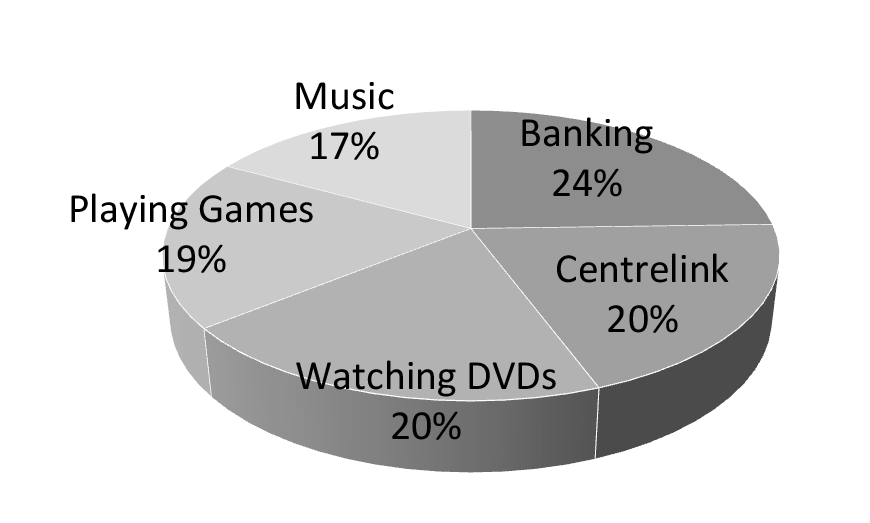 Music
17%
Banking
24%
Playing Games
19%
Centrelink
20%
Watching DVDs
20%